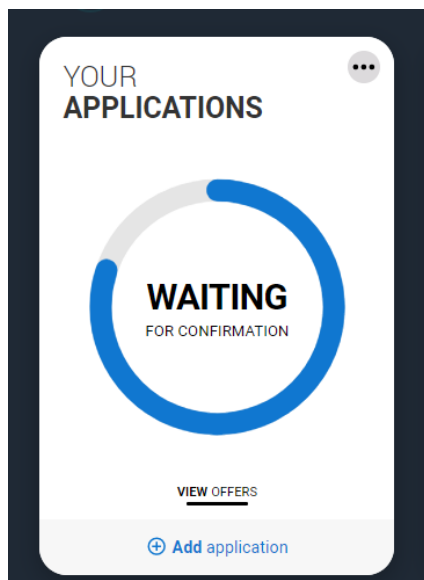 YOUR
APPLICATIONS
WAITING
FOR CONFIRMATION
VIEW OFFERS
Add application